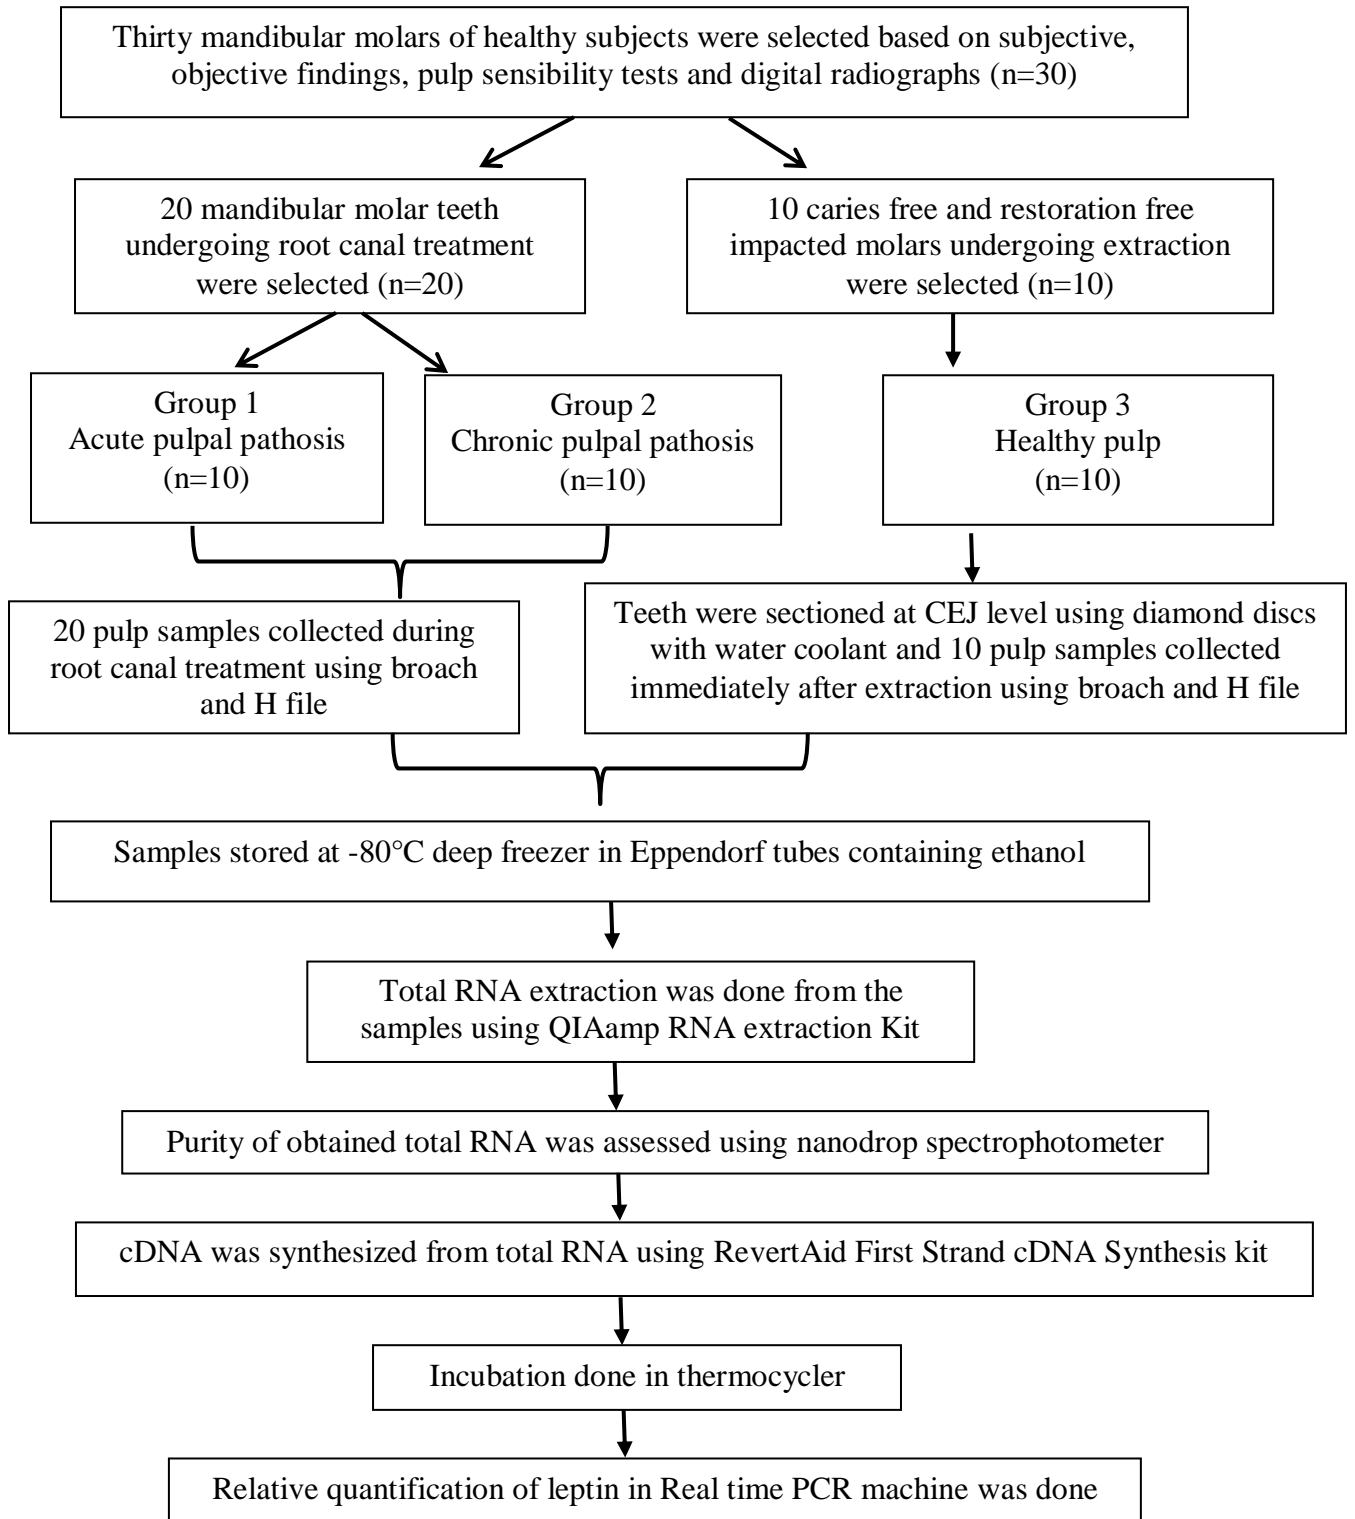 Thirty mandibular molars of healthy subjects were selected based on subjective,
objective findings, pulp sensibility tests and digital radiographs (n=30)
20 mandibular molar teeth
undergoing root canal treatment
were selected (n=20)
10 caries free and restoration free
impacted molars undergoing extraction
were selected (n=10)
Group 1
Acute pulpal pathosis
(n=10)
Group 2
Chronic pulpal pathosis
(n=10)
Group 3
Healthy pulp
(n=10)
20 pulp samples collected during
root canal treatment using broach
and H file
Teeth were sectioned at CEJ level using diamond discs
with water coolant and 10 pulp samples collected
immediately after extraction using broach and H file
Samples stored at -80°C deep freezer in Eppendorf tubes containing ethanol
Total RNA extraction was done from the
samples using QIAamp RNA extraction Kit
Purity of obtained total RNA was assessed using nanodrop spectrophotometer
cDNA was synthesized from total RNA using RevertAid First Strand cDNA Synthesis kit
Incubation done in thermocycler
Relative quantification of leptin in Real time PCR machine was done